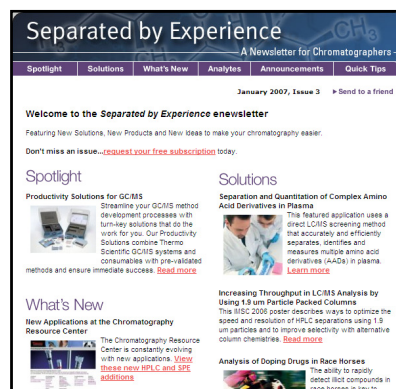 Separated by Experience
CH3
A Newsletter for Chromatographers
Spotlight Solutions What's New Analytes Announcements Quick Tips
January 2007, Issue 3 Send to a friend
Welcome to the Separated by Experience enewsletter
Featuring New Solutions, New Products and New Ideas to make your chromatography easier.
Don't miss an issue...request your free subscription today.
Spotlight
Productivity Solutions for GC/MS
Streamline your GC/MS method
development processes with
turn-key solutions that do the
work for you. Our Productivity
Solutions combine Thermo
Scientific GC/MS systems and
consumables with pre-validated
methods and ensure immediate success. Read more
What's New
New Applications at the Chromatography
Resource Center
The Chromatography Resource
Center is constantly evolving
with new applications. View
these new HPLC and SPE
additions
Solutions
Separation and Quantitation of Complex Amino
Acid Derivatives in Plasma
This featured application uses a
direct LC/MS screening method
that accurately and efficiently
separates, identifies and
measures multiple amino acid
derivatives (AADs) in plasma.
Learn more
Increasing Throughput in LC/MS Analysis by
Using 1.9 um Particle Packed Columns
This IMSC 2006 poster describes ways to optimize the
speed and resolution of HPLC separations using 1.9
um particles and to improve selectivity with alternative
column chemistries. Read more
Analysis of Doping Drugs in Race Horses
The ability to rapidly
detect illicit compounds in
race horses is key to